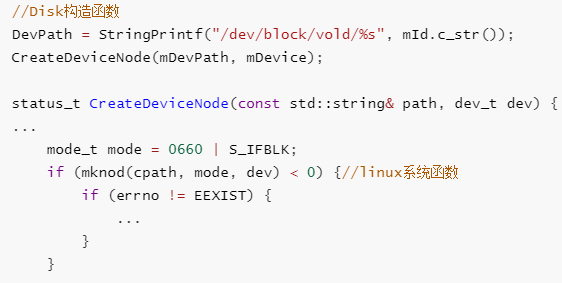 //Disk构造函数
DevPath = StringPrintf("/dev/block/vold/%s", mId.c_str());
CreateDeviceNode(mDevPath, mDevice);
status_t CreateDeviceNode(const std::string& path, dev_t dev) {
...
    mode_t mode = 0660 | S_IFBLK;
    if (mknod(cpath, mode, dev) < 0) {//linux系统函数
        if (errno != EEXIST) {
            ...
        }
    }